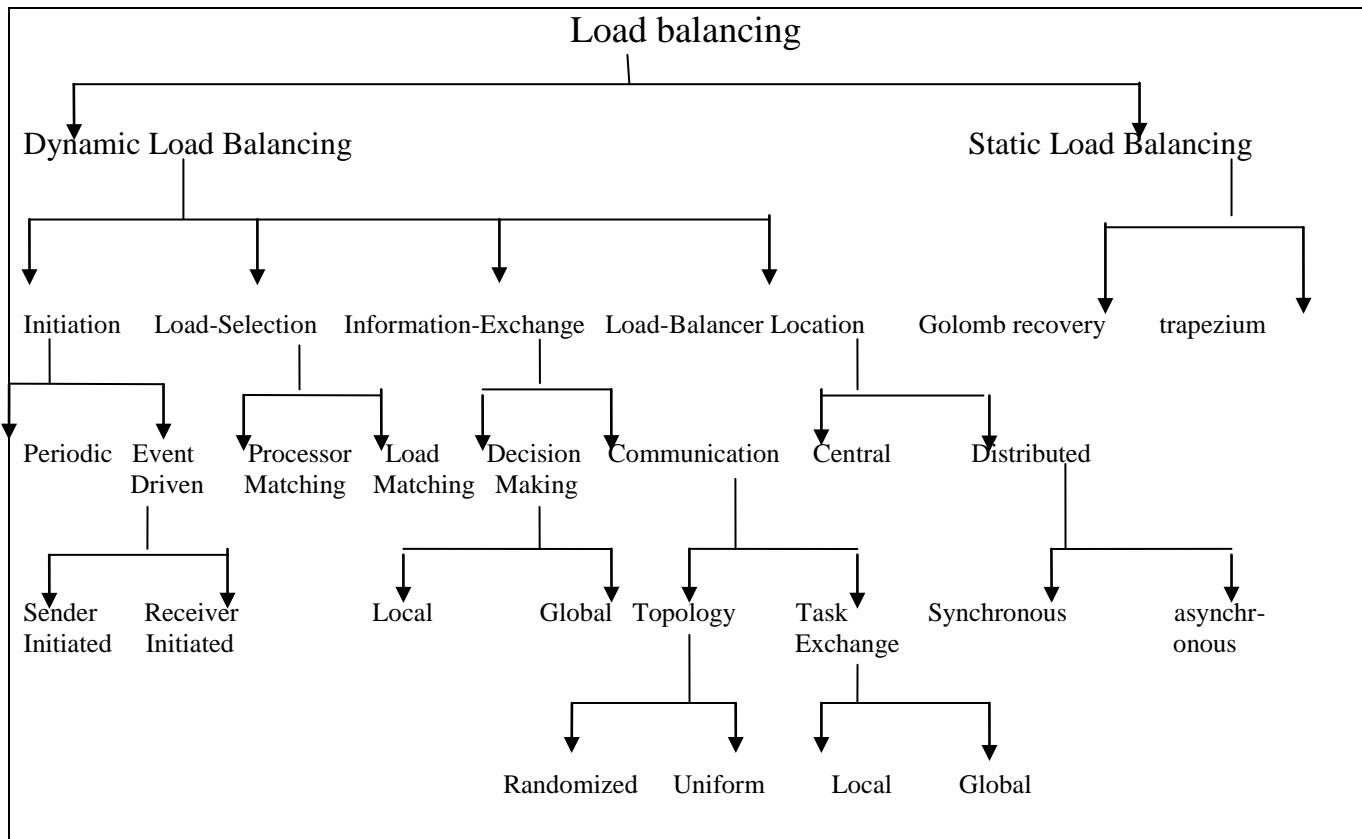 Load balancing
Dynamic Load Balancing
Static Load Balancing
Initiation
Load-Selection
Information-Exchange
Load-Balancer Location
Golomb recovery
trapezium
Periodic
Event
Driven
Processor
Matching
Load
Matching
Decision
Making
Communication
Central
Distributed
Sender
Initiated
Receiver
Initiated
Local
Global
Topology
Task
Exchange
Synchronous
asynchr-
onous
Randomized
Uniform
Local
Global